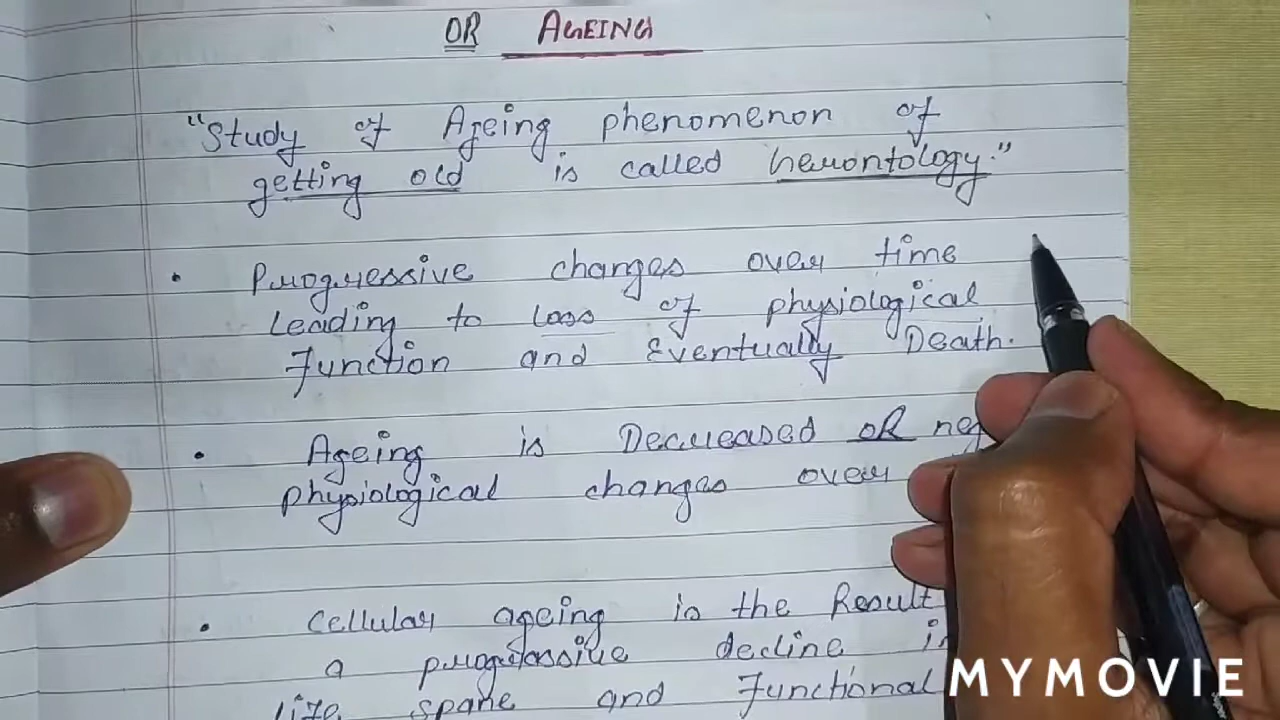 OR AGEING
"Study of Ageing phenomenon of
getting old is called herontology."
• Progressive changes over time
Leading to Loss of physiological
Function and Eventually Death.
• Ageing is Decreased OR neg
physiological changes over
• Cellular ageing is the Result
a progressive decline in
life spane and Functional
MYMOVIE